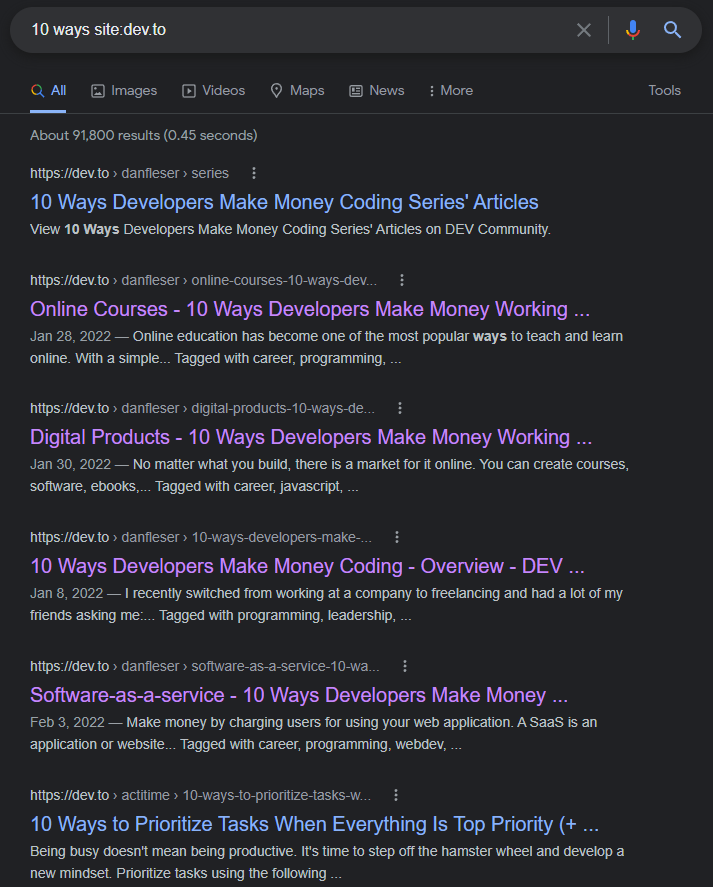 10 ways site:dev.to
All Images Videos Maps News More Tools
About 91,800 results (0.45 seconds)
https://dev.to › danfleser › series
10 Ways Developers Make Money Coding Series' Articles
View 10 Ways Developers Make Money Coding Series' Articles on DEV Community.
https://dev.to › danfleser › online-courses-10-ways-dev...
Online Courses - 10 Ways Developers Make Money Working ...
Jan 28, 2022 — Online education has become one of the most popular ways to teach and learn
online. With a simple... Tagged with career, programming, ...
https://dev.to › danfleser › digital-products-10-ways-de...
Digital Products - 10 Ways Developers Make Money Working ...
Jan 30, 2022 — No matter what you build, there is a market for it online. You can create courses,
software, ebooks,... Tagged with career, javascript, ...
https://dev.to › danfleser › 10-ways-developers-make-...
10 Ways Developers Make Money Coding - Overview - DEV ...
Jan 8, 2022 — I recently switched from working at a company to freelancing and had a lot of my
friends asking me:... Tagged with programming, leadership, ...
https://dev.to › danfleser › software-as-a-service-10-wa...
Software-as-a-service - 10 Ways Developers Make Money ...
Feb 3, 2022 — Make money by charging users for using your web application. A SaaS is an
application or website... Tagged with career, programming, webdev, ...
https://dev.to › actitime › 10-ways-to-prioritize-tasks-w...
10 Ways to Prioritize Tasks When Everything Is Top Priority (+ ...
Being busy doesn't mean being productive. It's time to step off the hamster wheel and develop a
new mindset. Prioritize tasks using the following ...